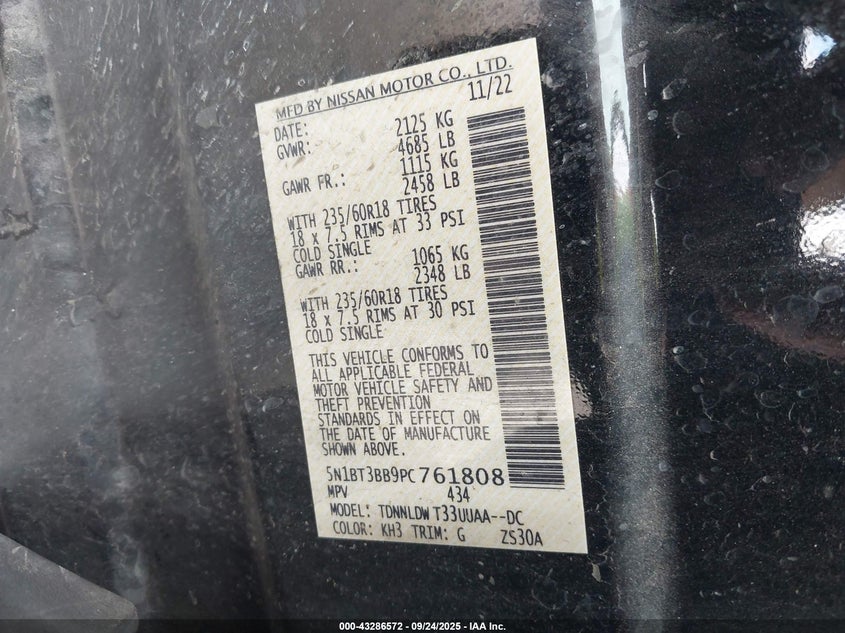 MFD BY NISSAN MOTOR CO., LTD.
DATE: 11/22
GVWR: 2125 KG
4685 LB
GAWR FR.: 1115 KG
2458 LB
WITH 235/60R18 TIRES
18 x 7.5 RIMS AT 33 PSI
COLD SINGLE
GAWR RR.: 1065 KG
2348 LB
WITH 235/60R18 TIRES
18 x 7.5 RIMS AT 30 PSI
COLD SINGLE
THIS VEHICLE CONFORMS TO
ALL APPLICABLE FEDERAL
MOTOR VEHICLE SAFETY AND
THEFT PREVENTION
STANDARDS IN EFFECT ON
THE DATE OF MANUFACTURE
SHOWN ABOVE.
5N1BT3BB9PC761808
MPV 434
MODEL: TDNNLDW T33UUAA--DC
COLOR: KH3 TRIM: G ZS30A
000-43286572 - 09/24/2025 - IAA Inc.